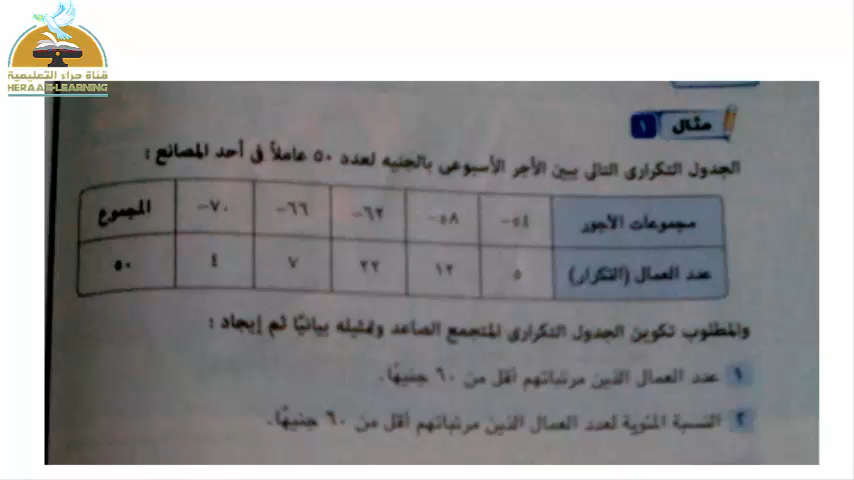 قناة حراء التعليمية
HERAA E-LEARNING
مثال ١
الجدول التكراري التالى يبين الأجر الأسبوعى بالجنيه لعدد ٥٠ عاملاً فى أحد المصانع :
مجموعات الأجور ٥٤– ٥٨– ٦٢– ٦٦– ٧٠– المجموع
عدد العمال (التكرار) ٥ ١٢ ٢٢ ٧ ٤ ٥٠
والمطلوب تكوين الجدول التكرارى المتجمع الصاعد وتمثيله بيانيًا ثم إيجاد :
١ عدد العمال الذين مرتباتهم أقل من ٦٠ جنيهًا.
٢ النسبة المئوية لعدد العمال الذين مرتباتهم أقل من ٦٠ جنيهًا.